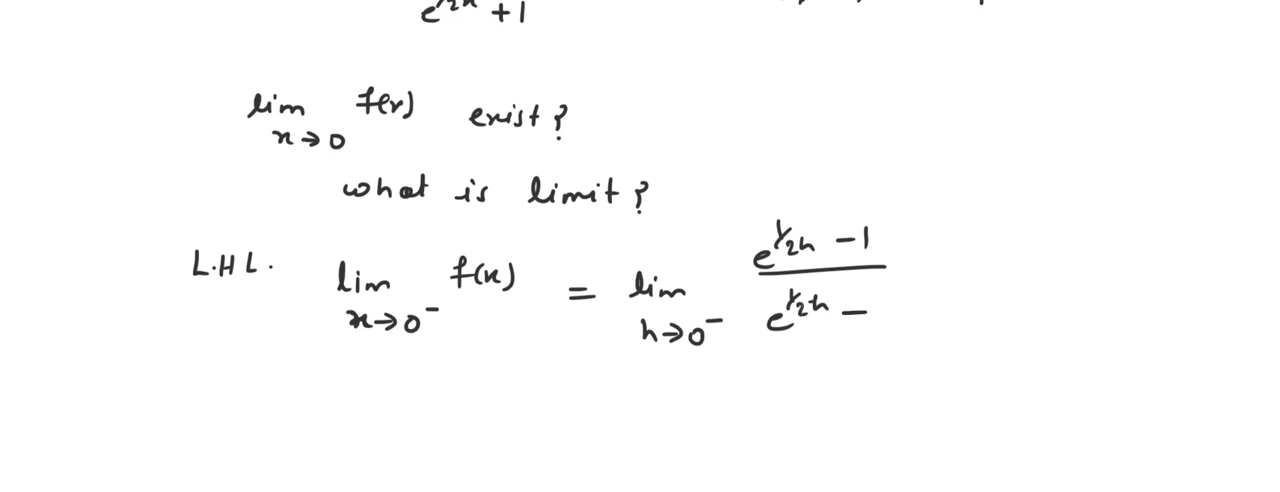 e^{1/2x} + 1
lim x→0 f(x) exist?
what is limit?
L.H.L. lim x→0⁻ f(x) = lim h→0⁻ (e^{1/2h} - 1)/(e^{1/2h} -